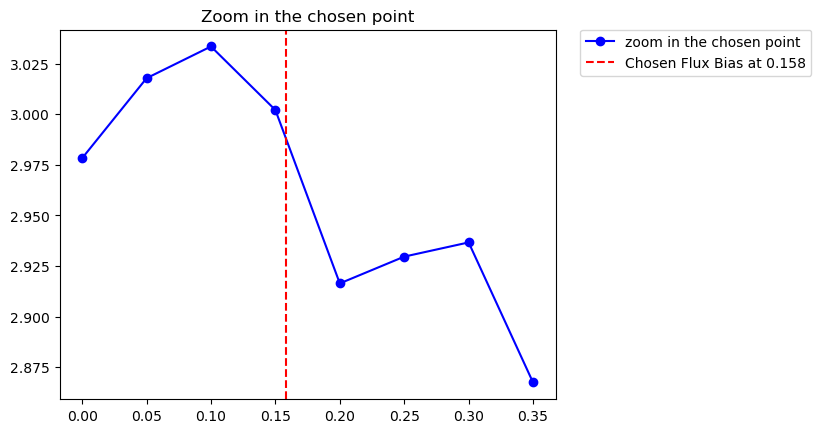 Zoom in the chosen point
zoom in the chosen point
Chosen Flux Bias at 0.158
3.025
3.000
2.975
2.950
2.925
2.900
2.875
0.00 0.05 0.10 0.15 0.20 0.25 0.30 0.35